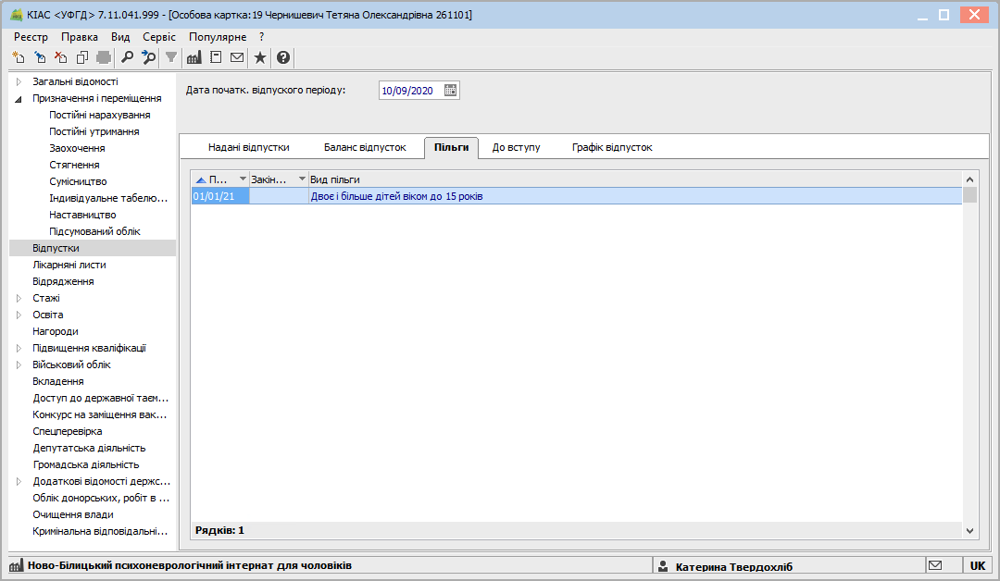 КІАС <УФГД> 7.11.041.999 - [Особова картка:19 Чернишевич Тетяна Олександрівна 261101]
Реєстр Правка Вид Сервіс Популярне ?
Загальні відомості
Призначення і переміщення
Постійні нарахування
Постійні утримання
Заохочення
Стягнення
Сумісництво
Індивідуальне табелю...
Наставництво
Підсумований облік
Відпустки
Лікарняні листи
Відрядження
Стажі
Освіта
Нагороди
Підвищення кваліфікації
Військовий облік
Вкладення
Доступ до державної таєм...
Конкурс на заміщення вак...
Спецперевірка
Депутатська діяльність
Громадська діяльність
Додаткові відомості держс...
Облік донорських, робіт в ...
Очищення влади
Кримінальна відповідальні...
Дата початк. відпуского періоду: 10/09/2020
Надані відпустки Баланс відпусток Пільги До вступу Графік відпусток
П... Закін... Вид пільги
01/01/21 Двоє і більше дітей віком до 15 років
Рядків: 1
Ново-Білицький психоневрологічний інтернат для чоловіків Катерина Твердохліб UK